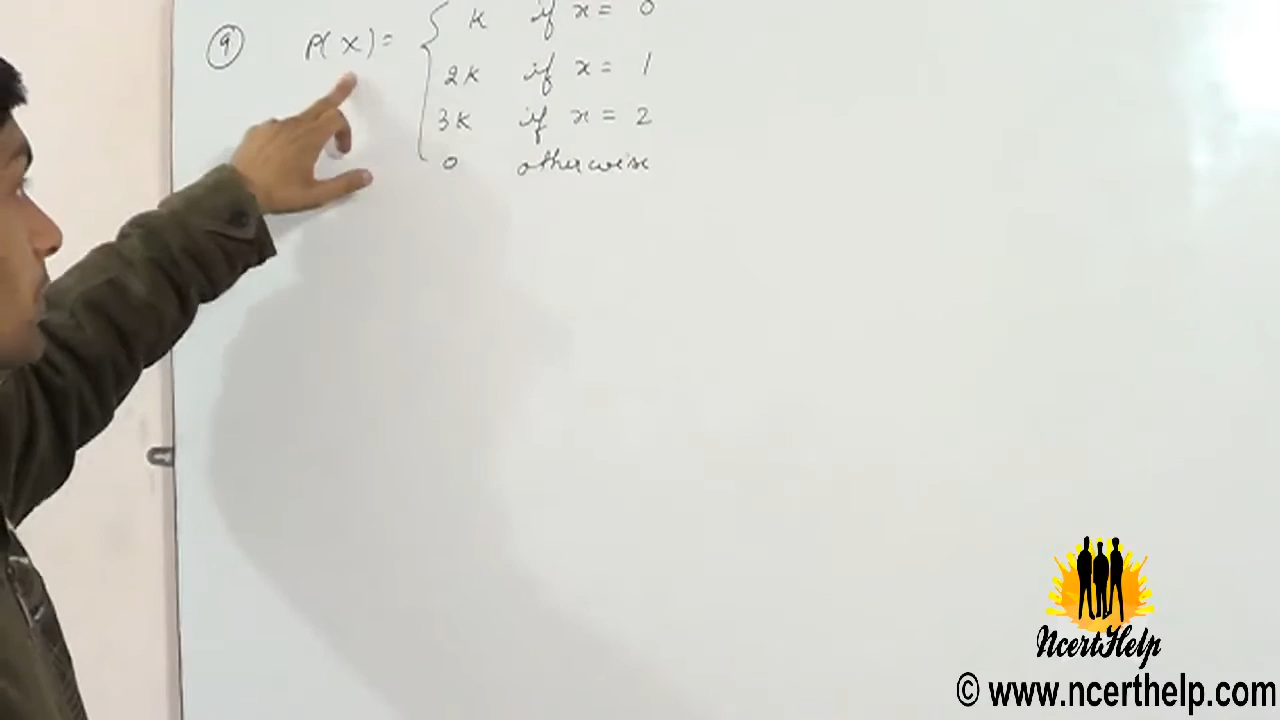 9 P(X) = { k if x = 0
2k if x = 1
3k if x = 2
0 otherwise
NcertHelp
© www.ncerthelp.com